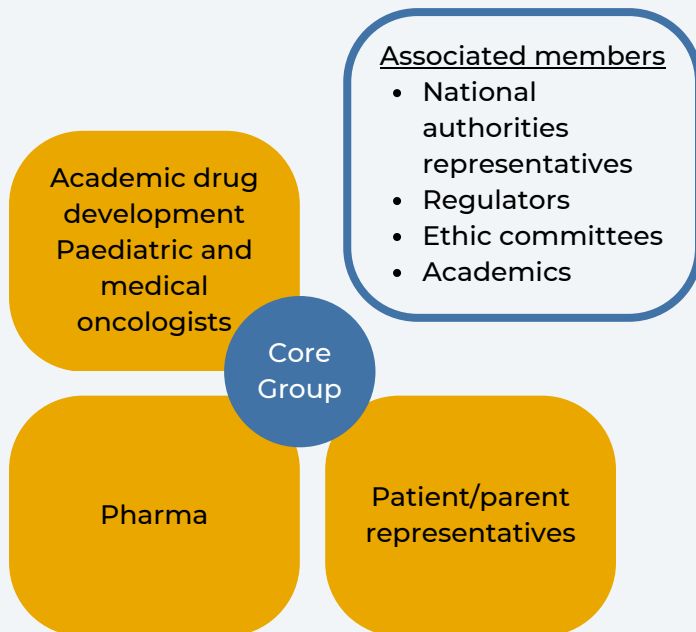 Associated members
• National
authorities
representatives
• Regulators
• Ethic committees
• Academics
Academic drug
development
Paediatric and
medical
oncologists
Core
Group
Pharma
Patient/parent
representatives